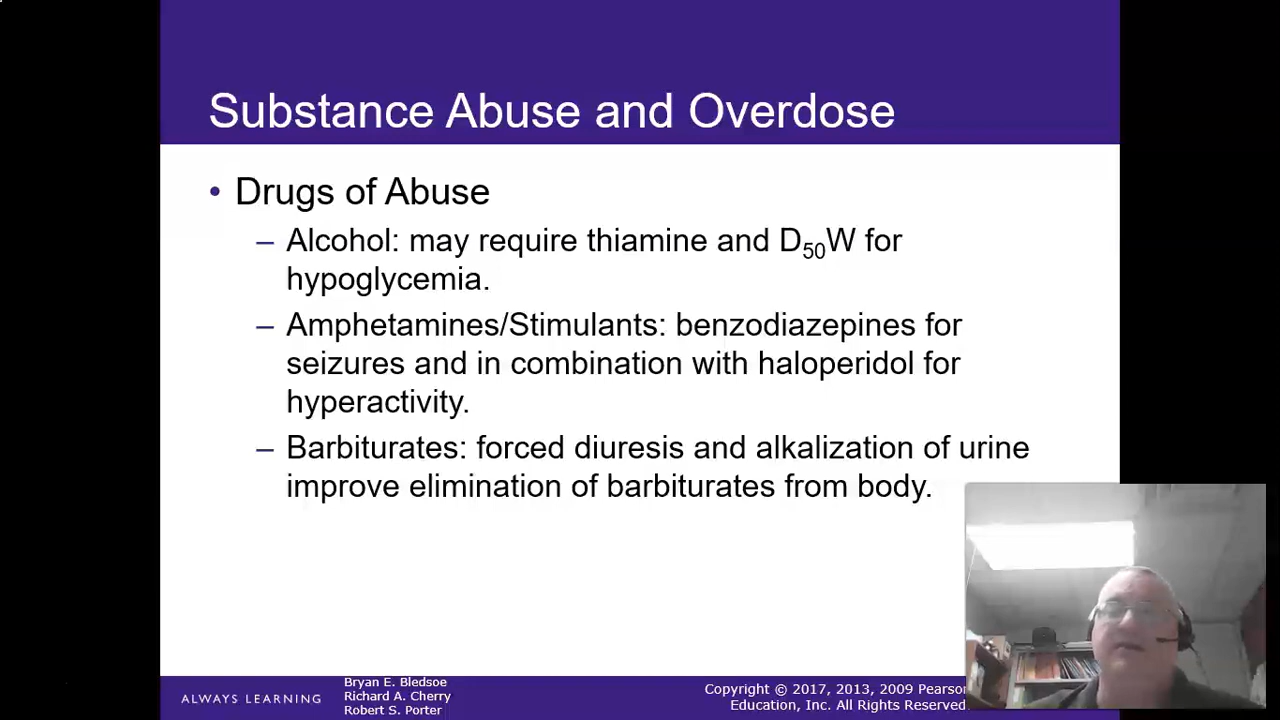 Substance Abuse and Overdose
• Drugs of Abuse
– Alcohol: may require thiamine and D50W for
hypoglycemia.
– Amphetamines/Stimulants: benzodiazepines for
seizures and in combination with haloperidol for
hyperactivity.
– Barbiturates: forced diuresis and alkalization of urine
improve elimination of barbiturates from body.
ALWAYS LEARNING
Bryan E. Bledsoe
Richard A. Cherry
Robert S. Porter
Copyright © 2017, 2013, 2009 Pearson
Education, Inc. All Rights Reserved.